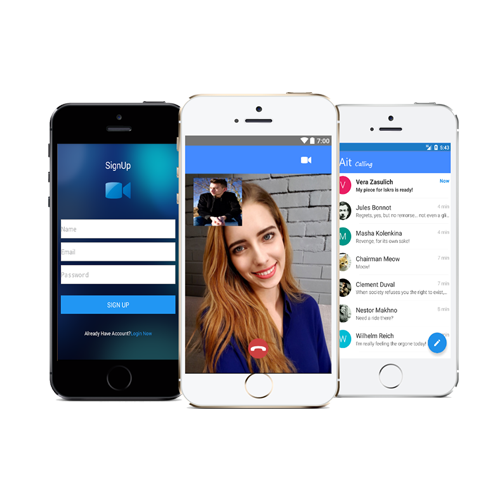 SignUp
Name
Email
Password
SIGN UP
Already Have Account?Login Now
7:00
5:43
Ait Calling
Vera Zasulich
Now
My piece for Iskra is ready!
Jules Bonnot
4 min
Regrets, yes, but no remorse... not even a gli...
Masha Kolenkina
4 min
Revenge, for its own sake!
Chairman Meow
7 min
Meow!
Clement Duval
7 min
When society refuses you the right to exist,...
Nestor Makhno
8 min
Need a ride there?
Wilhelm Reich
8 min
I'm really feeling the orgone today!